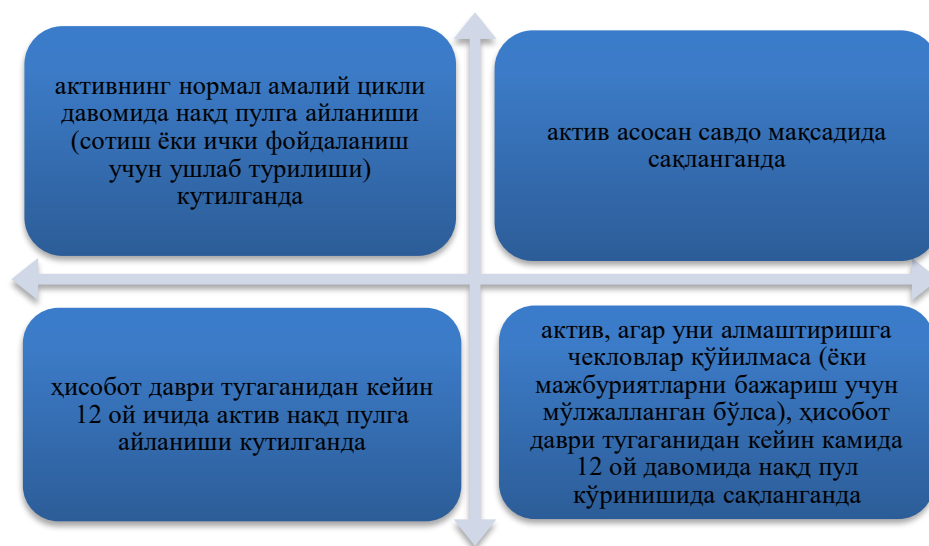 активнинг нормал амалий цикли
давомида нақд пулга айланиши
(сотиш ёки ички фойдаланиш
учун ушлаб турилиши)
кутилганда
актив асосан савдо мақсадида
сақланганда
ҳисобот даври тугаганидан кейин
12 ой ичида актив нақд пулга
айланиши кутилганда
актив, агар уни алмаштиришга
чекловлар қўйилмаса (ёки
мажбуриятларни бажариш учун
мўлжалланган бўлса), ҳисобот
даври тугаганидан кейин камида
12 ой давомида нақд пул
кўринишида сақланганда